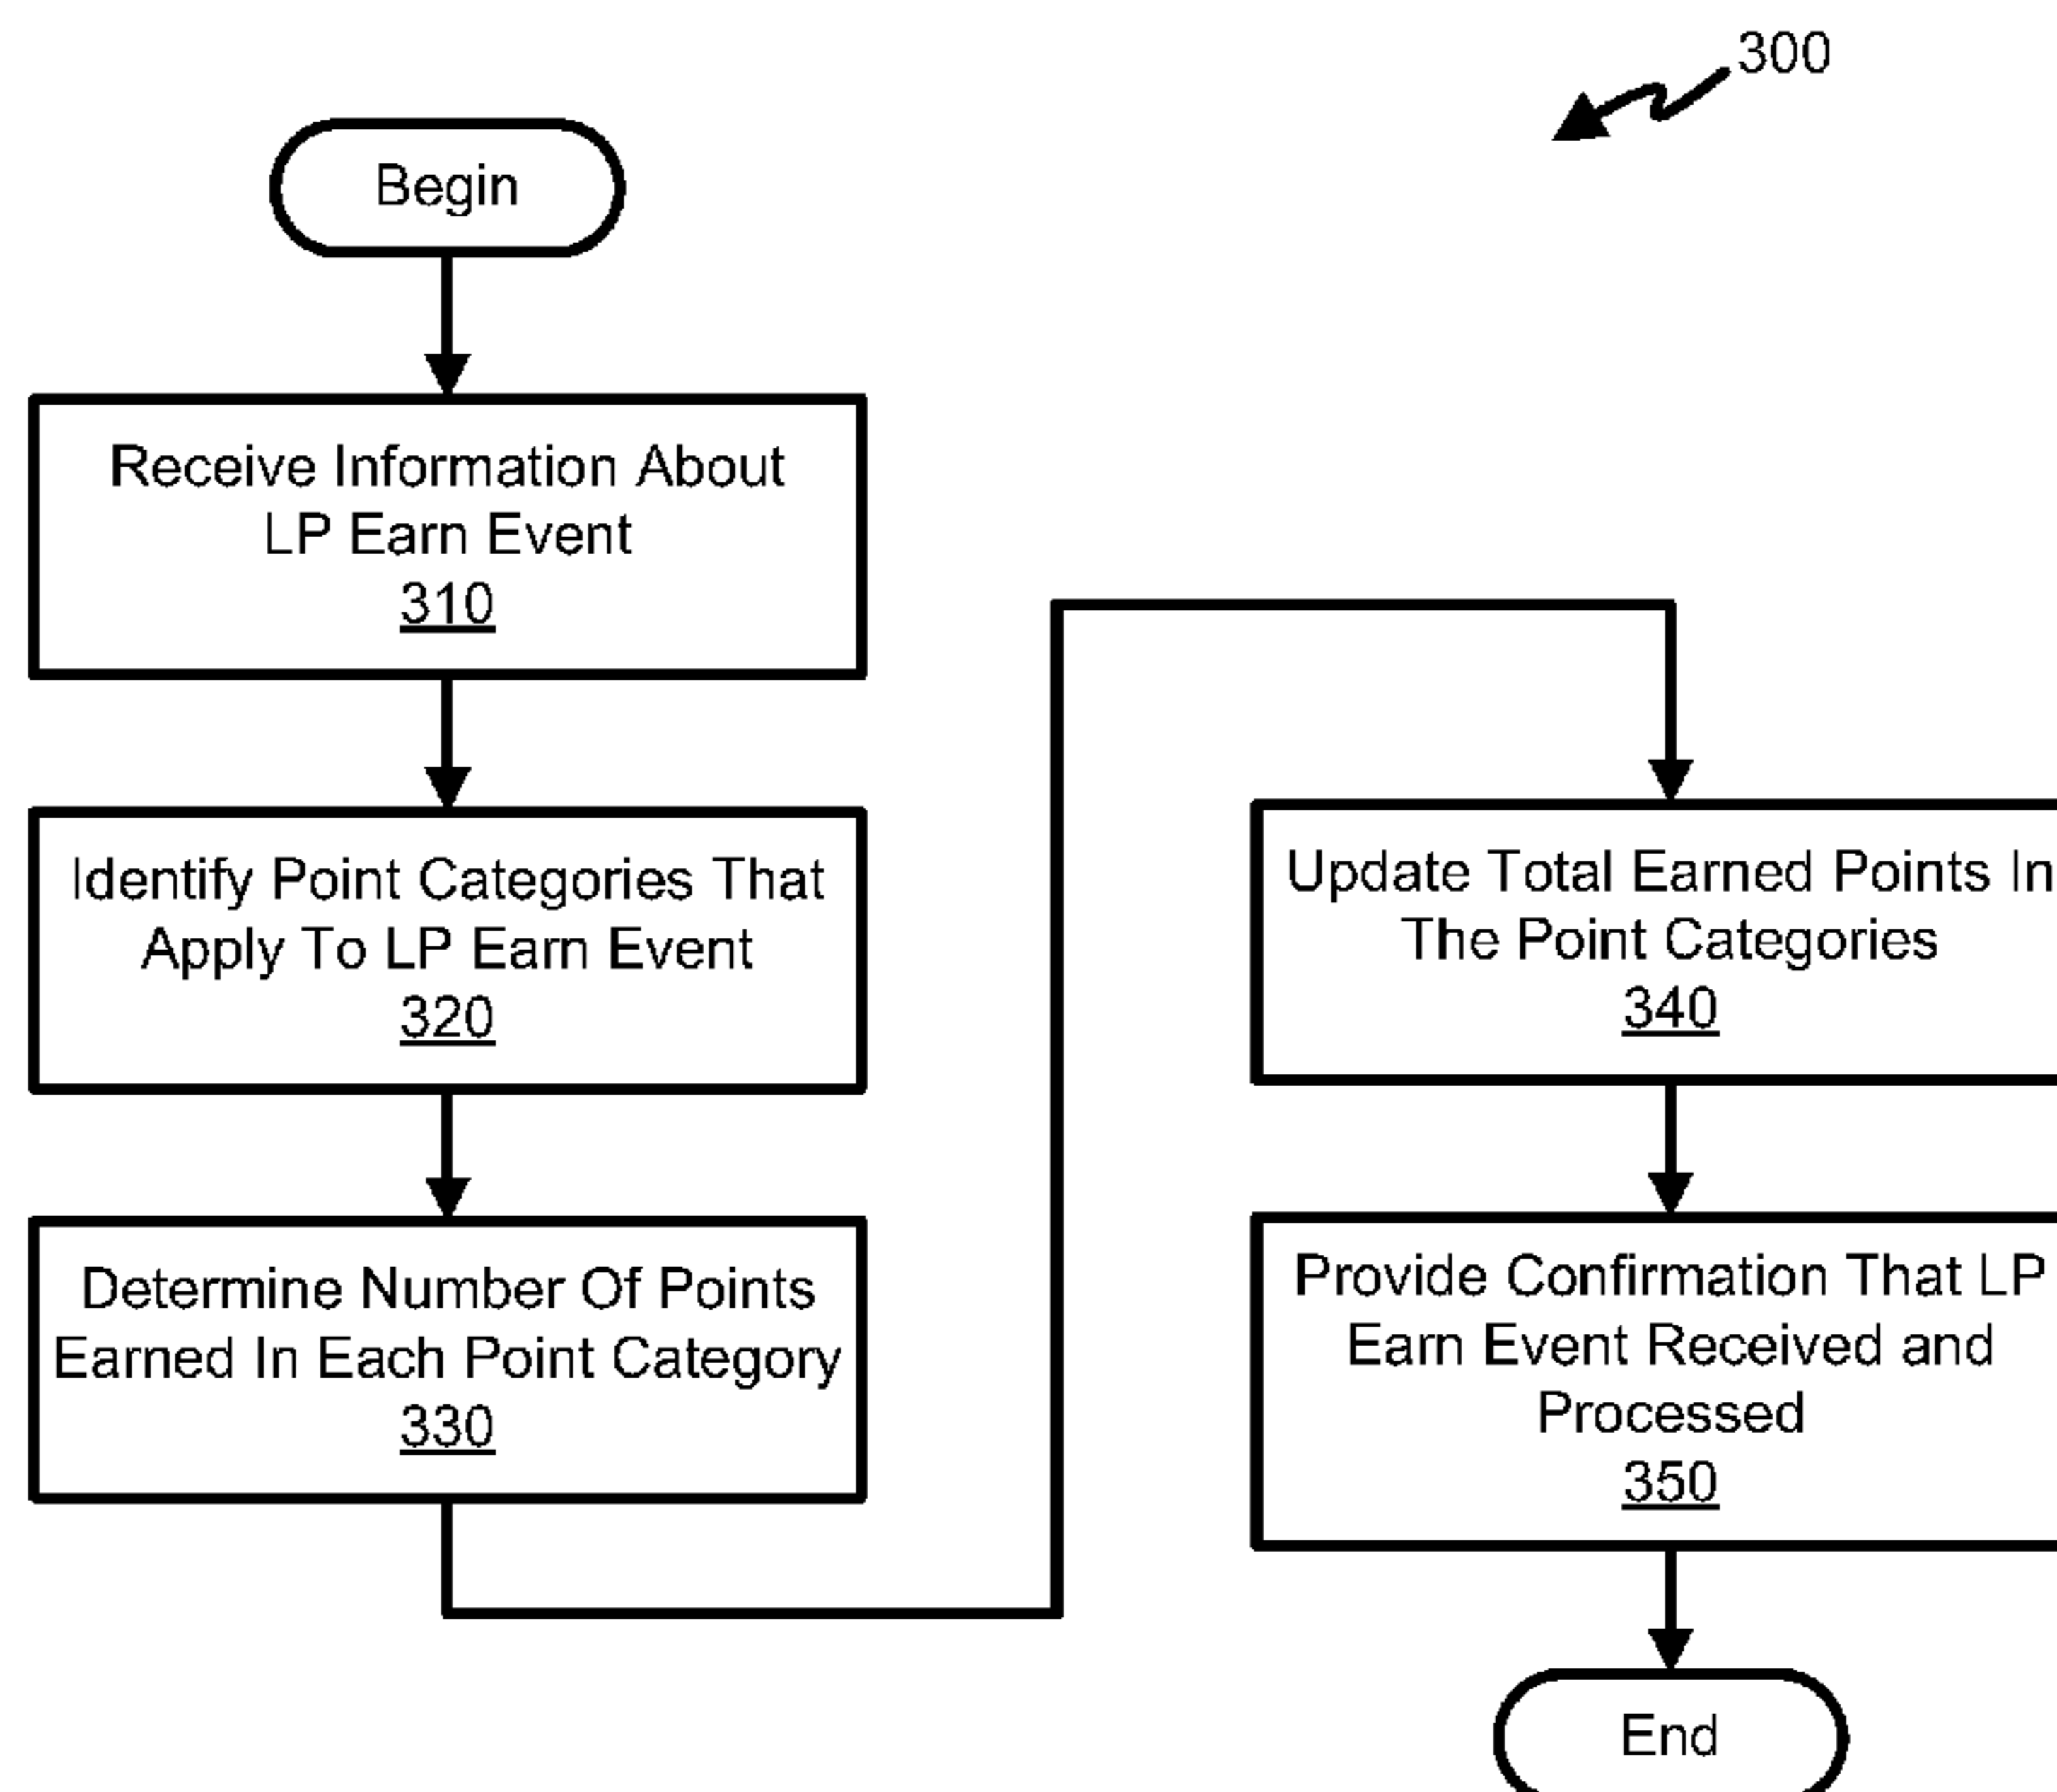 300
Begin
Receive Information About
LP Earn Event
310
Identify Point Categories That
Apply To LP Earn Event
320
Determine Number Of Points
Earned In Each Point Category
330
Update Total Earned Points In
The Point Categories
340
Provide Confirmation That LP
Earn Event Received and
Processed
350
End